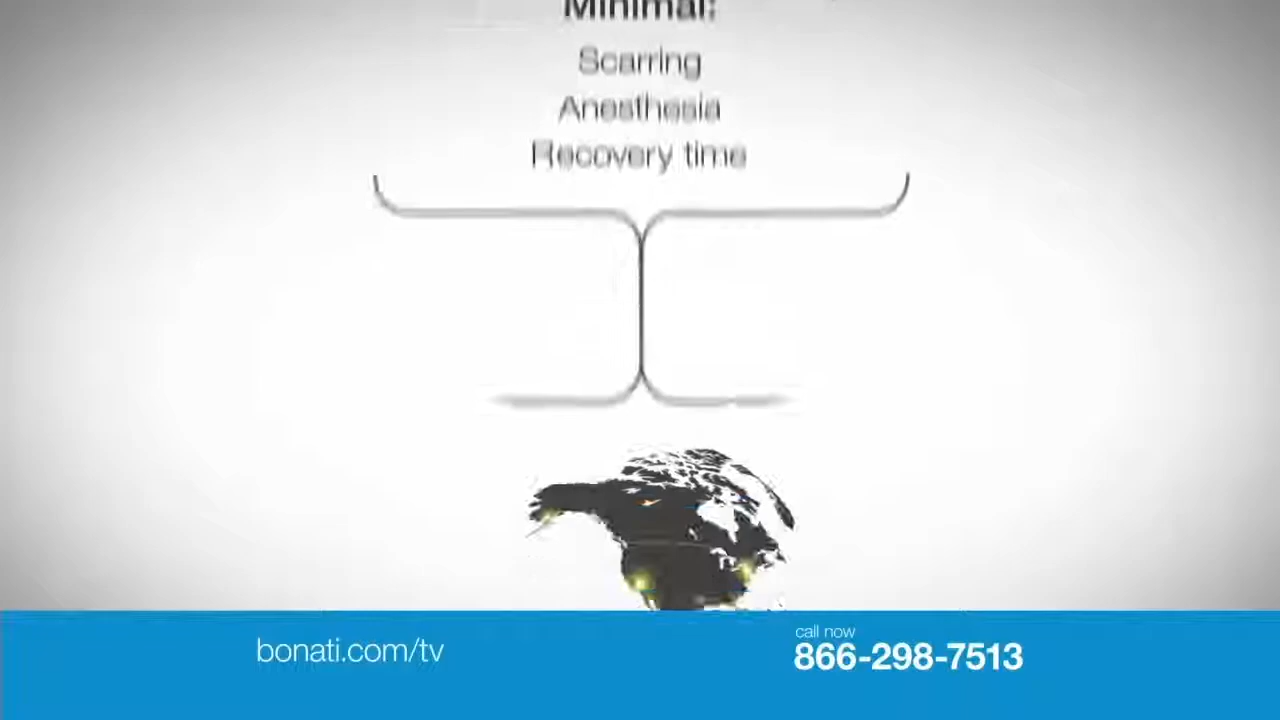 Minimal:
Scarring
Anesthesia
Recovery time
bonati.com/tv
call now
866-298-7513